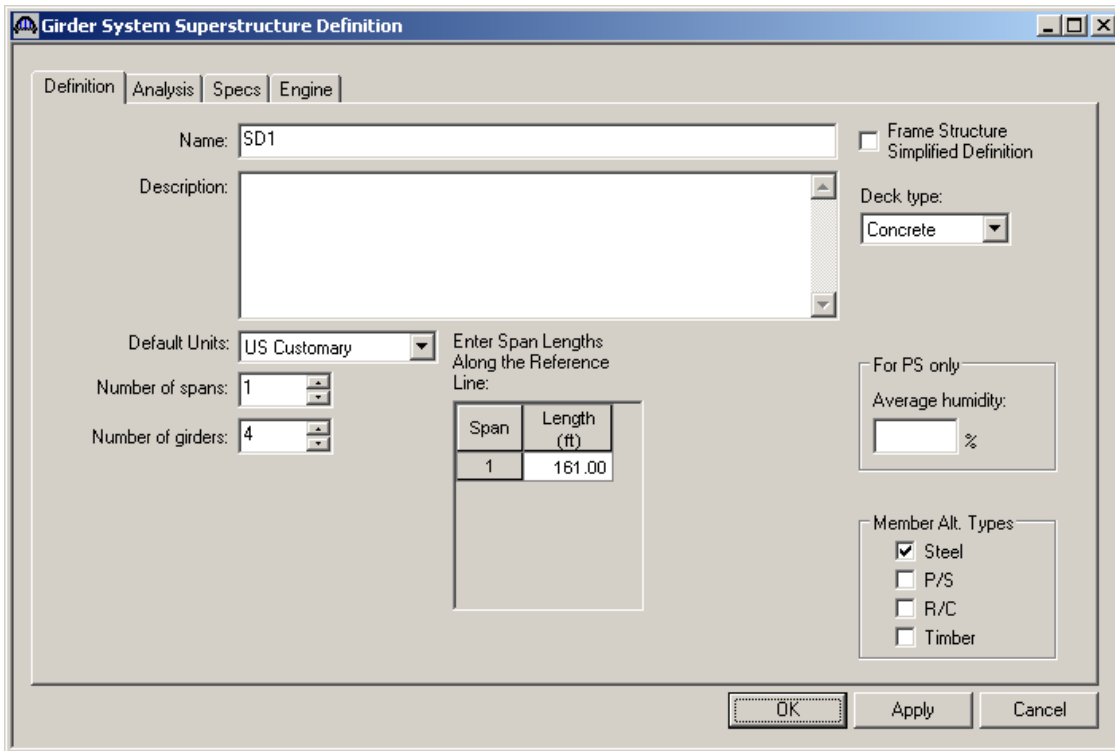 Girder System Superstructure Definition
Definition Analysis Specs Engine
Name: SD1
Frame Structure
Simplified Definition
Description:
Deck type:
Concrete
Default Units: US Customary
Number of spans: 1
Number of girders: 4
Enter Span Lengths
Along the Reference
Line:
Span Length
(ft)
1 161.00
For PS only
Average humidity:
%
Member Alt. Types
Steel
P/S
R/C
Timber
OK Apply Cancel